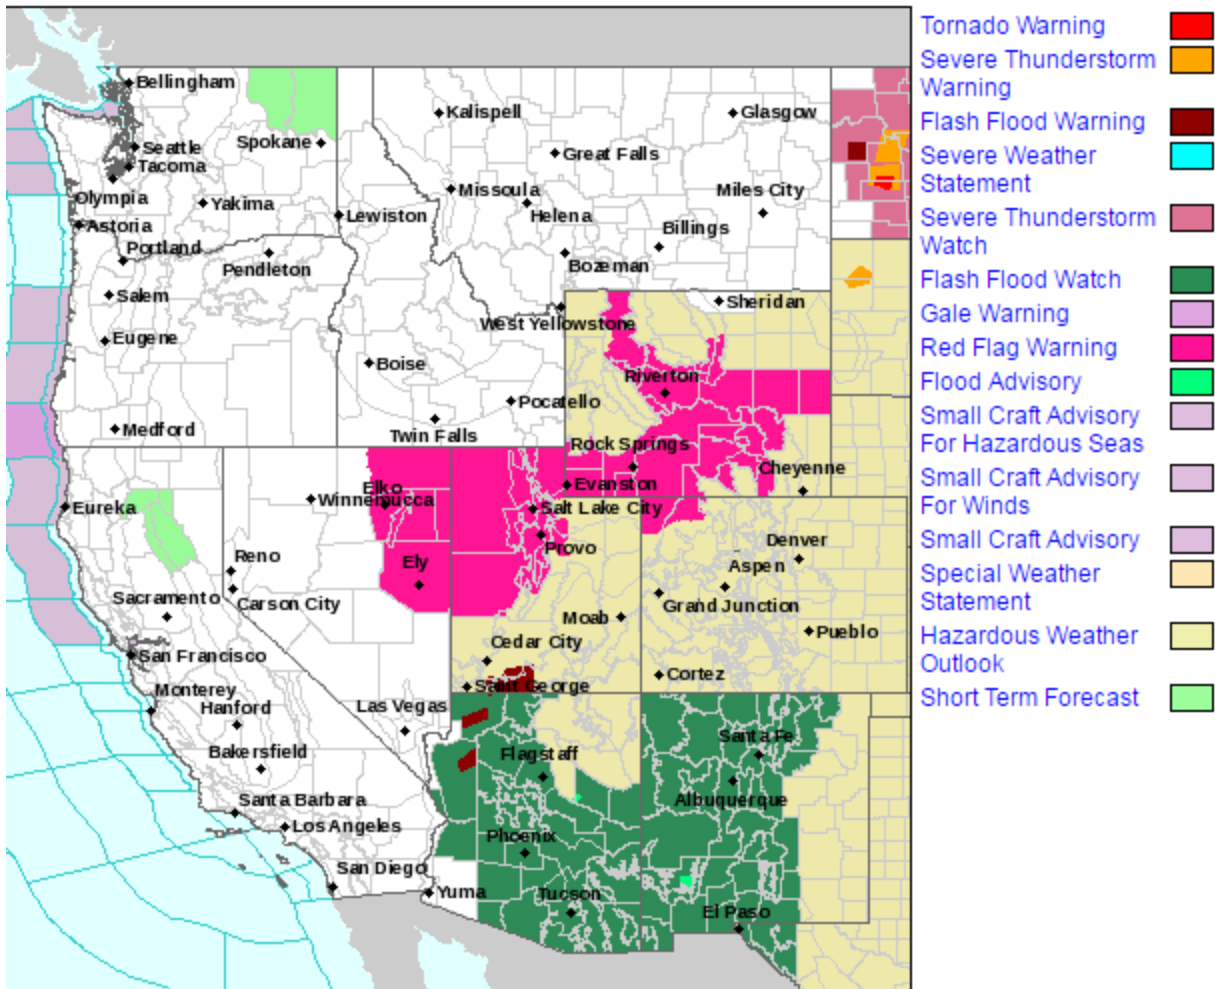 Bellingham
Kalispell
Glasgow
Seattle
Spokane
Tacoma
Great Falls
Olympia
Yakima
Missoula
Miles City
Astoria
Lewiston
Helena
Portland
Billings
Pendleton
Bozeman
Salem
Sheridan
Eugene
West Yellowstone
Boise
Riverton
Pocatello
Medford
Twin Falls
Rock Springs
Cheyenne
Elko
Evanston
Winnemucca
Eureka
Salt Lake City
Reno
Provo
Denver
Ely
Aspen
Sacramento
Carson City
Grand Junction
Moab
Pueblo
Cedar City
San Francisco
Cortez
Saint George
Monterey
Hanford
Las Vegas
Santa Fe
Bakersfield
Flagstaff
Santa Barbara
Albuquerque
Los Angeles
Phoenix
San Diego
Yuma
Tucson
El Paso
Tornado Warning
Severe Thunderstorm
Warning
Flash Flood Warning
Severe Weather
Statement
Severe Thunderstorm
Watch
Flash Flood Watch
Gale Warning
Red Flag Warning
Flood Advisory
Small Craft Advisory
For Hazardous Seas
Small Craft Advisory
For Winds
Small Craft Advisory
Special Weather
Statement
Hazardous Weather
Outlook
Short Term Forecast